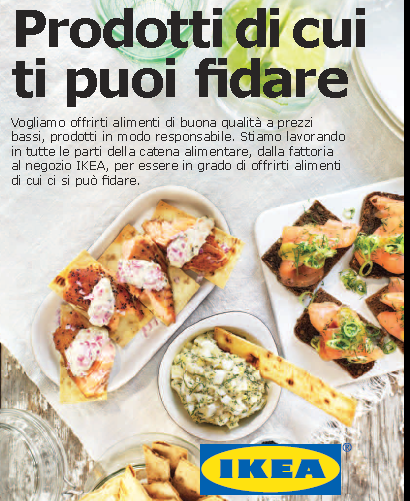 Prodotti di cui
ti puoi fidare
Vogliamo offrirti alimenti di buona qualità a prezzi
bassi, prodotti in modo responsabile. Stiamo lavorando
in tutte le parti della catena alimentare, dalla fattoria
al negozio IKEA, per essere in grado di offrirti alimenti
di cui ci si può fidare.
IKEA®